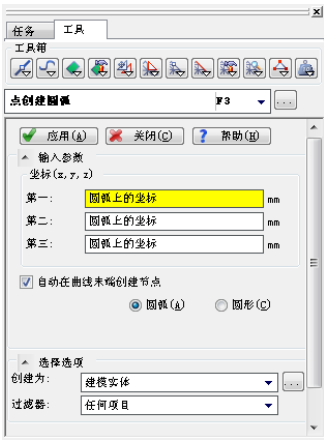 任务 工具
工具箱
点创建圆弧 F3 ...
应用(A) 关闭(C) ? 帮助(H)
输入参数
坐标(x,y,z)
第一: 圆弧上的坐标 mm
第二: 圆弧上的坐标 mm
第三: 圆弧上的坐标 mm
自动在曲线末端创建节点
圆弧(A) 圆形(C)
选择选项
创建为: 建模实体 ...
过滤器: 任何项目